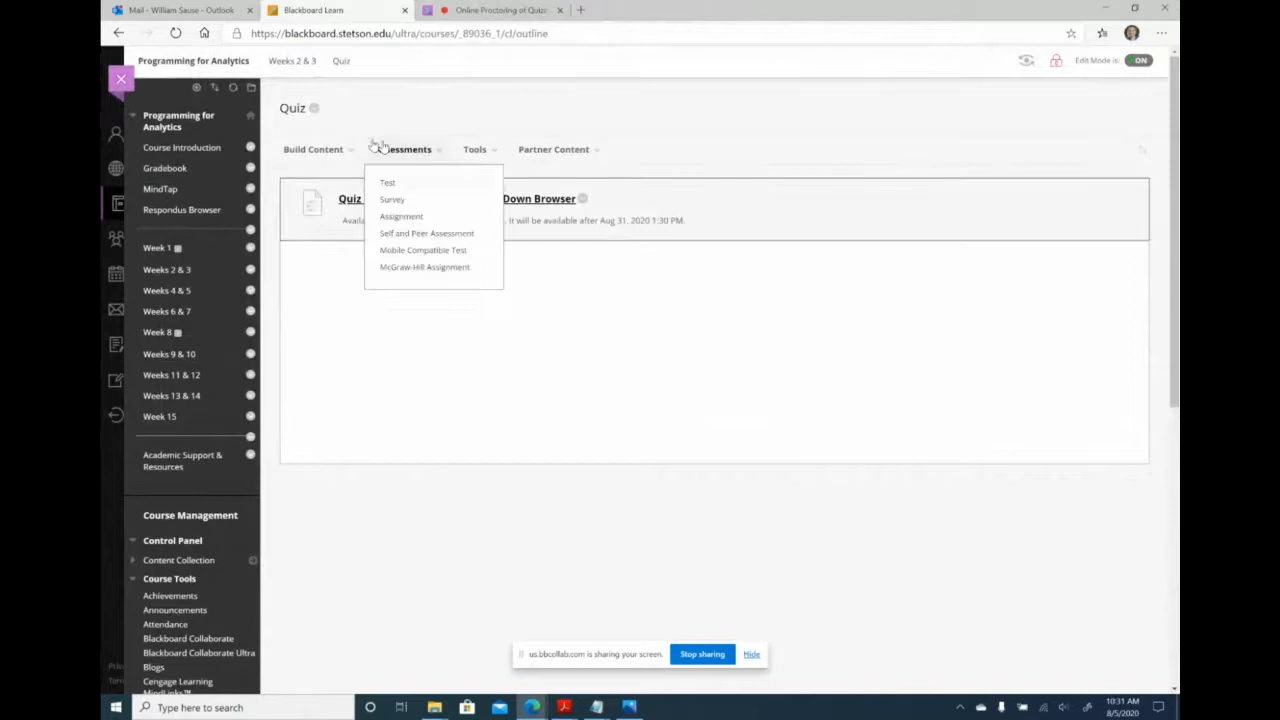 Mail - William Sause - Outlook
Blackboard Learn
Online Proctoring of Quiz
https://blackboard.stetson.edu/ultra/courses/_89036_1/cl/outline
Programming for Analytics
Weeks 2 & 3
Quiz
Edit Mode is:
ON
Programming for
Analytics
Course Introduction
Gradebook
MindTap
Respondus Browser
Week 1
Weeks 2 & 3
Weeks 4 & 5
Weeks 6 & 7
Week 8
Weeks 9 & 10
Weeks 11 & 12
Weeks 13 & 14
Week 15
Academic Support &
Resources
Course Management
Control Panel
Content Collection
Course Tools
Achievements
Announcements
Attendance
Blackboard Collaborate
Blackboard Collaborate Ultra
Blogs
Cengage Learning
MindLinks™
Quiz
Build Content
essments
Tools
Partner Content
Test
Survey
Assignment
Self and Peer Assessment
Mobile Compatible Test
McGraw-Hill Assignment
Quiz
Down Browser
Availa
. It will be available after Aug 31, 2020 1:30 PM.
us.bbcollab.com is sharing your screen.
Stop sharing
Hide
Type here to search
10:31 AM
8/5/2020